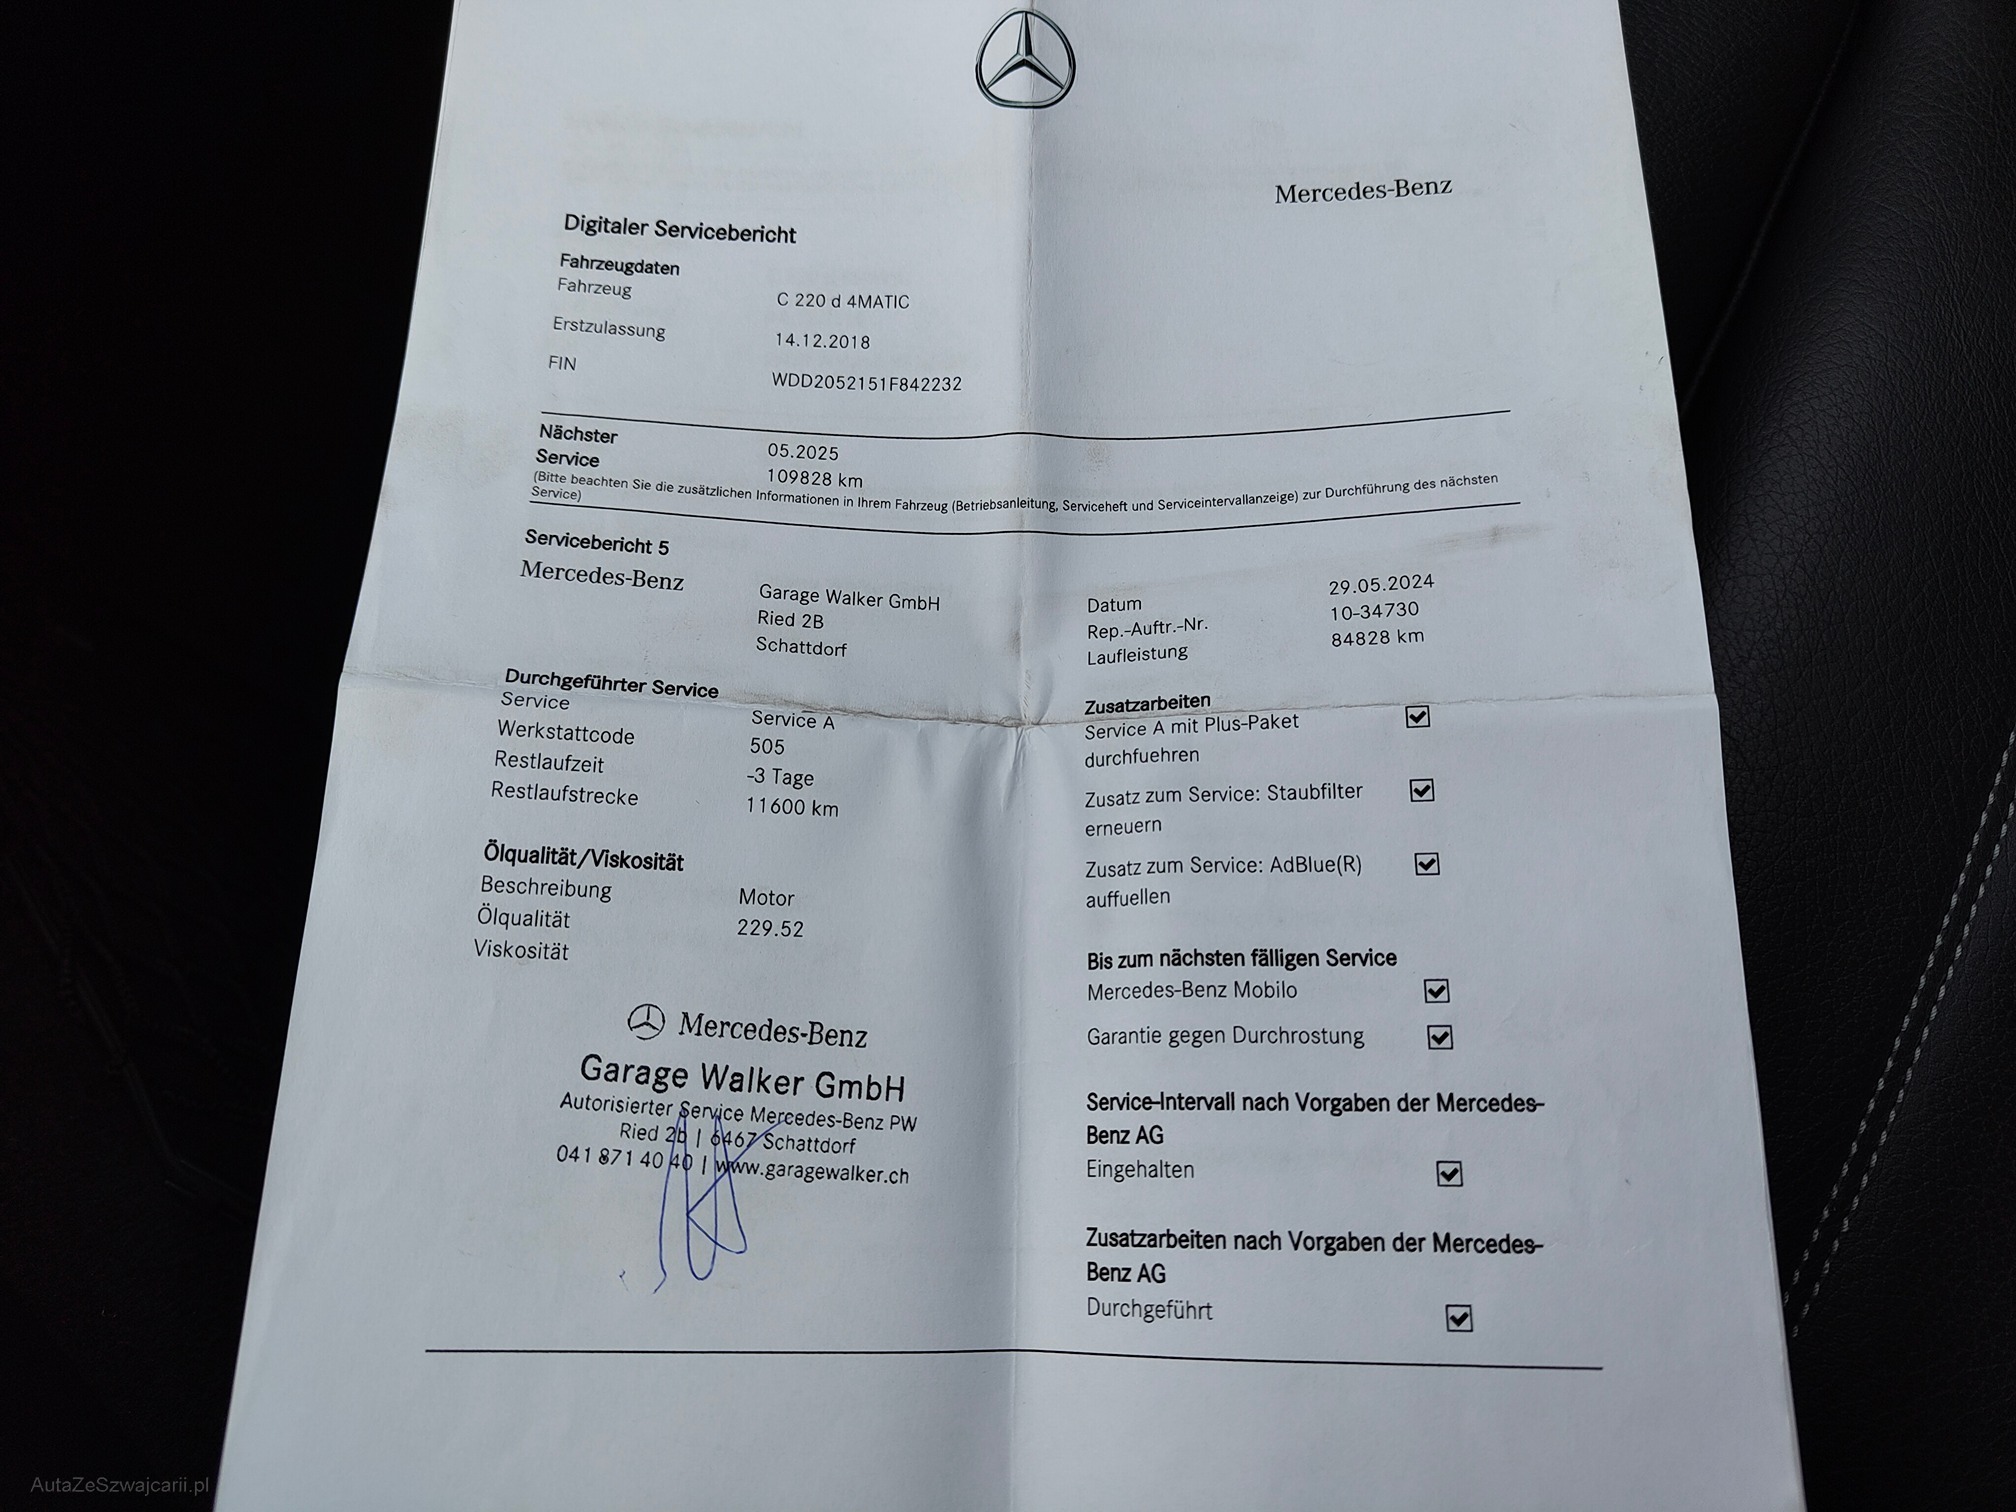 Mercedes-Benz
Digitaler Servicebericht
Fahrzeugdaten
Fahrzeug C 220 d 4MATIC
Erstzulassung 14.12.2018
FIN WDD2052151F842232
Nächster 05.2025
Service 109828 km
(Bitte beachten Sie die zusätzlichen Informationen in Ihrem Fahrzeug (Betriebsanleitung, Serviceheft und Serviceintervallanzeige) zur Durchführung des nächsten
Service)
Servicebericht 5
Mercedes-Benz
Garage Walker GmbH
Ried 2B
Schattdorf
Datum 29.05.2024
Rep.-Auftr.-Nr. 10-34730
Laufleistung 84828 km
Durchgeführter Service
Service Service A
Werkstattcode 505
Restlaufzeit -3 Tage
Restlaufstrecke 11600 km
Ölqualität/Viskosität
Beschreibung Motor
Ölqualität 229.52
Viskosität
Mercedes-Benz
Garage Walker GmbH
Autorisierter Service Mercedes-Benz PW
Ried 2b | 6467 Schattdorf
041 871 40 40 | www.garagewalker.ch
Zusatzarbeiten
Service A mit Plus-Paket
durchfuehren
Zusatz zum Service: Staubfilter
erneuern
Zusatz zum Service: AdBlue(R)
auffuellen
Bis zum nächsten fälligen Service
Mercedes-Benz Mobilo
Garantie gegen Durchrostung
Service-Intervall nach Vorgaben der Mercedes-
Benz AG
Eingehalten
Zusatzarbeiten nach Vorgaben der Mercedes-
Benz AG
Durchgeführt
AutaZeSzwajcarii.pl